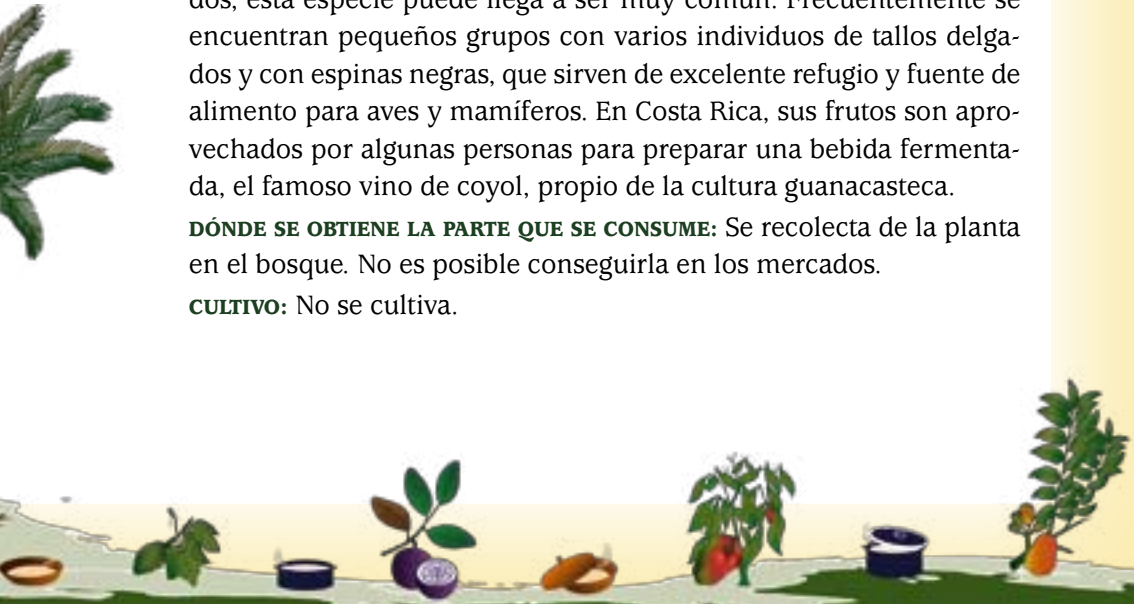 dos, esta especie puede llega a ser muy común. Frecuentemente se
encuentran pequeños grupos con varios individuos de tallos delga-
dos y con espinas negras, que sirven de excelente refugio y fuente de
alimento para aves y mamíferos. En Costa Rica, sus frutos son apro-
vechados por algunas personas para preparar una bebida fermenta-
da, el famoso vino de coyol, propio de la cultura guanacasteca.
DÓNDE SE OBTIENE LA PARTE QUE SE CONSUME: Se recolecta de la planta
en el bosque. No es posible conseguirla en los mercados.
CULTIVO: No se cultiva.